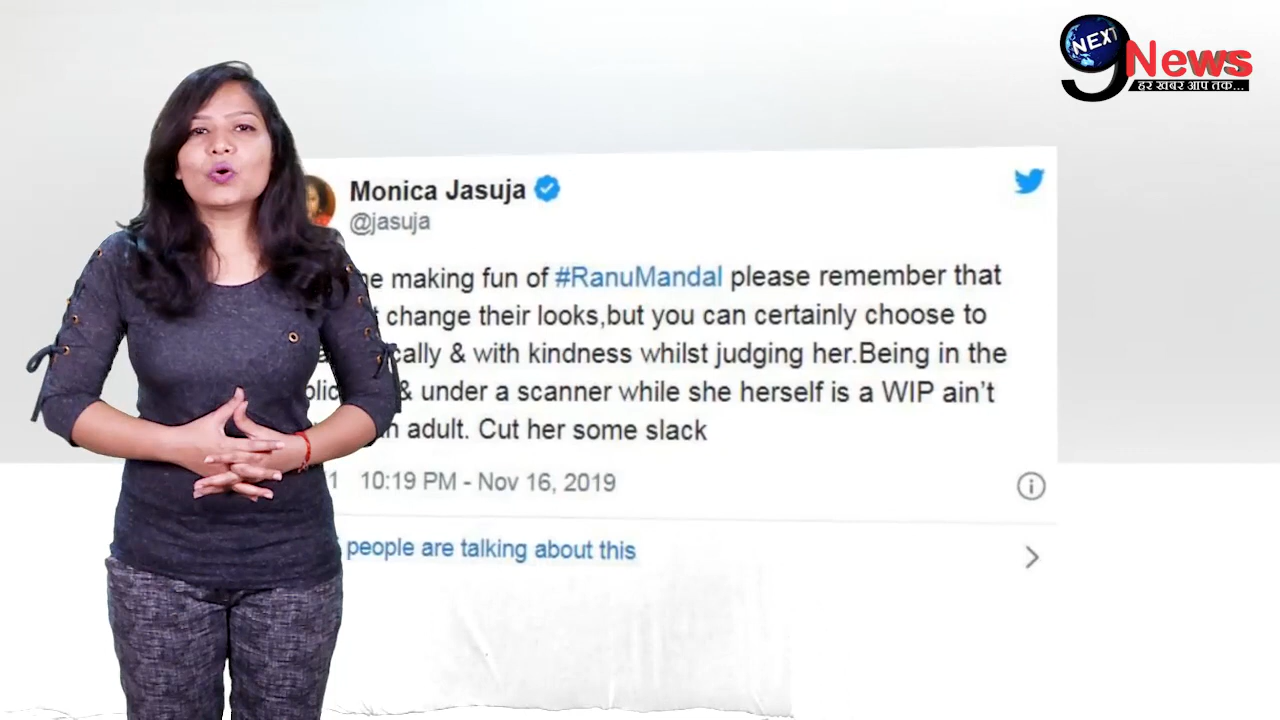 NEXT
9 News
हर खबर आप तक...
Monica Jasuja
@jasuja
making fun of #RanuMandal please remember that
change their looks,but you can certainly choose to
& with kindness whilst judging her.Being in the
& under a scanner while she herself is a WIP ain't
adult. Cut her some slack
10:19 PM - Nov 16, 2019
people are talking about this